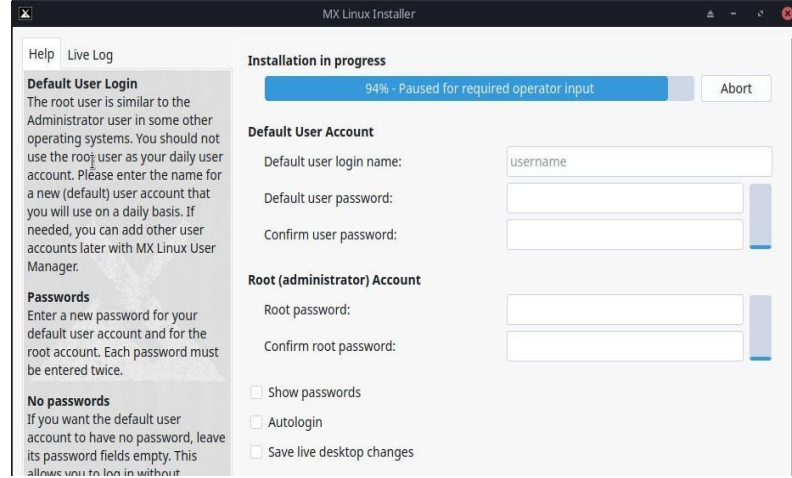 MX Linux Installer
Help
Live Log
Default User Login
The root user is similar to the
Administrator user in some other
operating systems. You should not
use the root user as your daily user
account. Please enter the name for
a new (default) user account that
you will use on a daily basis. If
needed, you can add other user
accounts later with MX Linux User
Manager.
Passwords
Enter a new password for your
default user account and for the
root account. Each password must
be entered twice.
No passwords
If you want the default user
account to have no password, leave
its password fields empty. This
allows you to log in without
Installation in progress
94% - Paused for required operator input
Abort
Default User Account
Default user login name:
username
Default user password:
Confirm user password:
Root (administrator) Account
Root password:
Confirm root password:
Show passwords
Autologin
Save live desktop changes